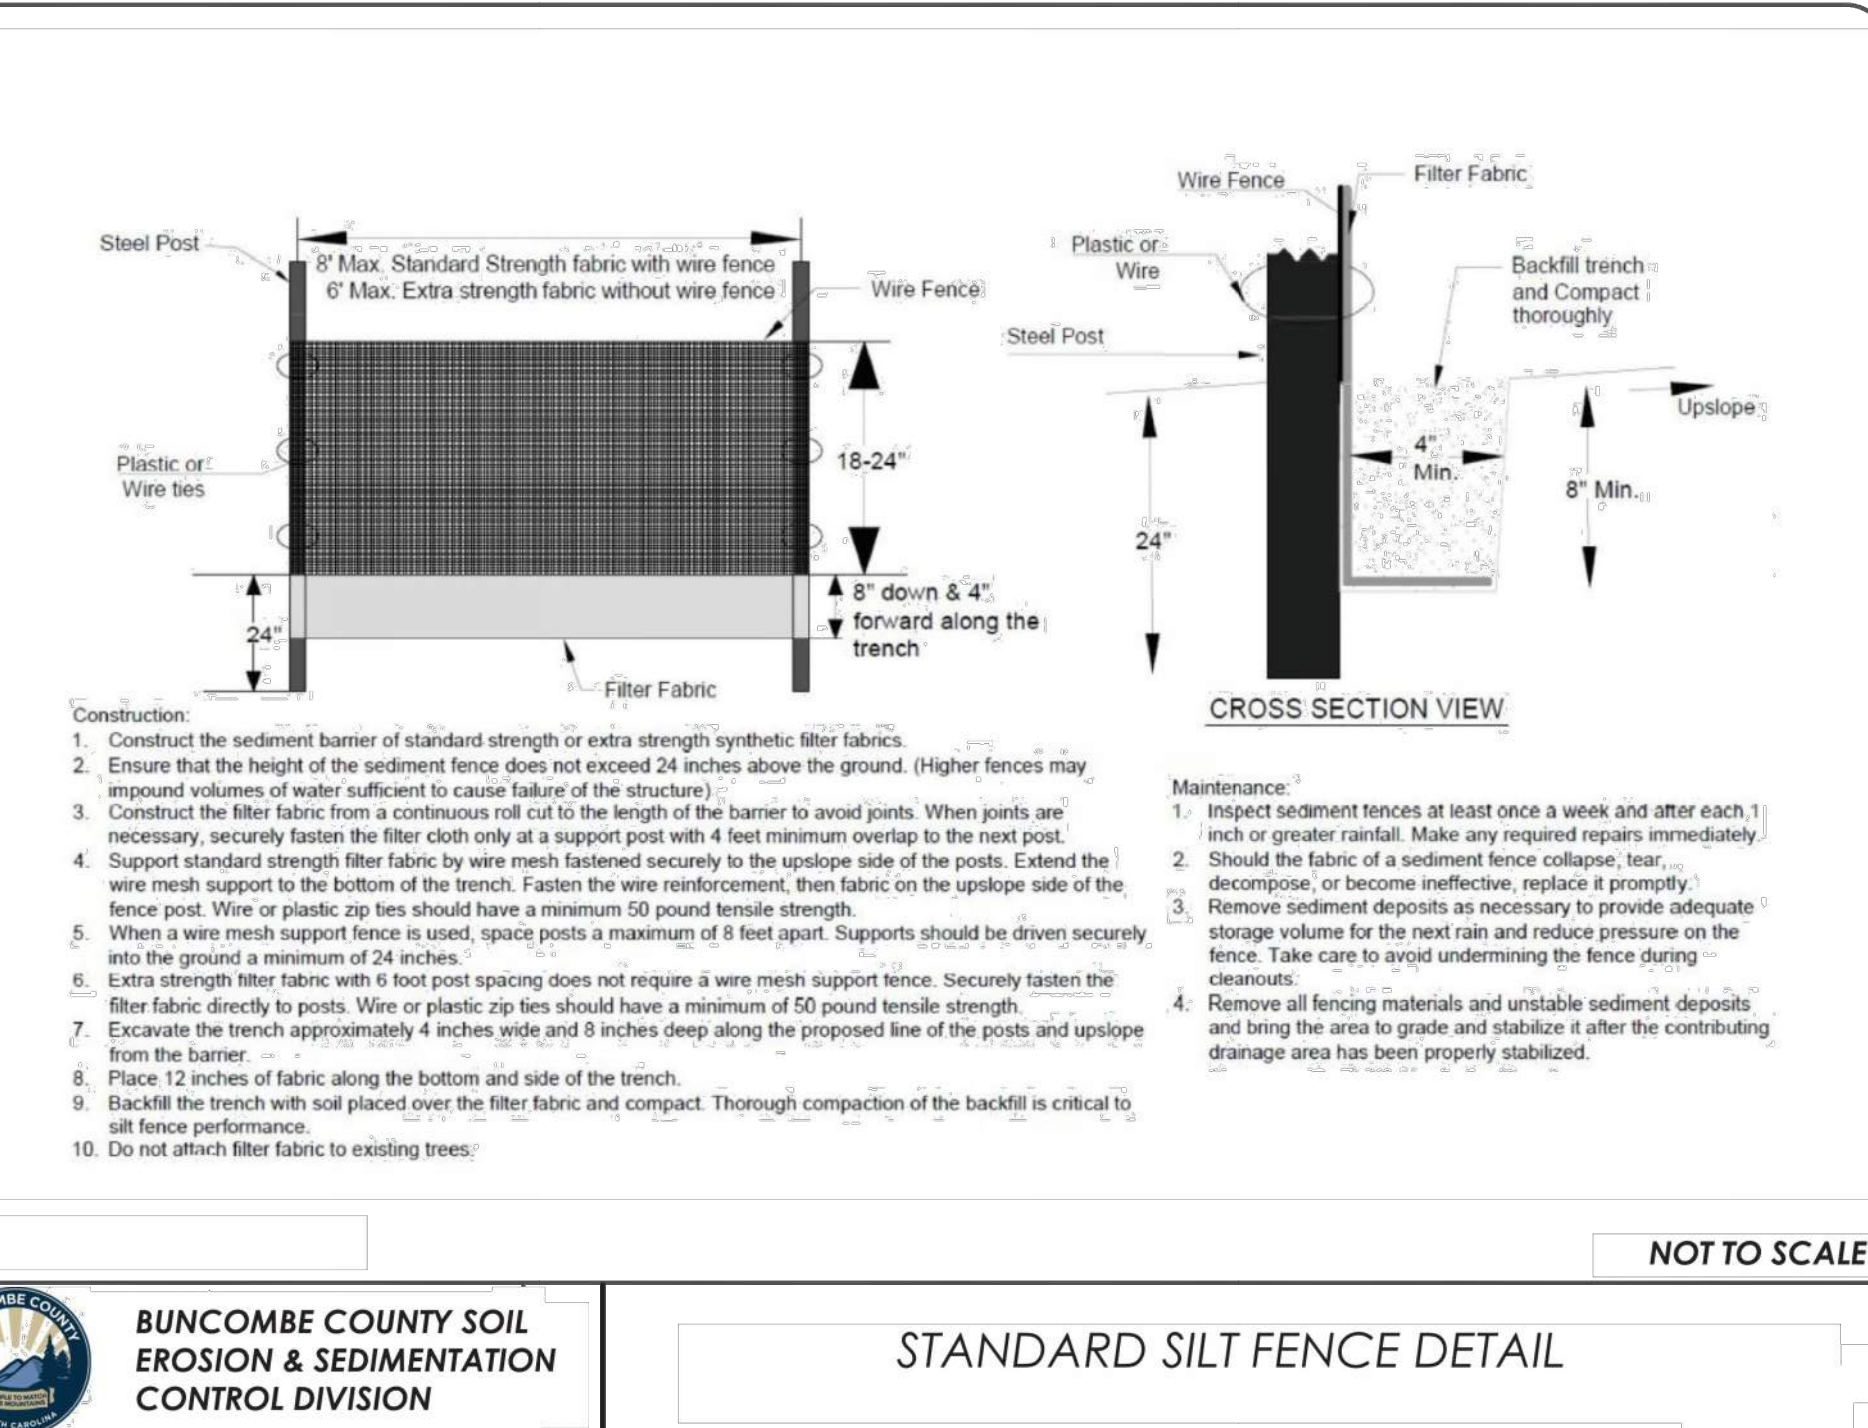 Steel Post
8' Max. Standard Strength fabric with wire fence
6' Max. Extra strength fabric without wire fence
Wire Fence
Plastic or
Wire ties
18-24"
24"
8" down & 4"
forward along the
trench
Filter Fabric
Wire Fence
Filter Fabric
Plastic or
Wire
Steel Post
Backfill trench
and Compact
thoroughly
Upslope
4"
Min.
8" Min.
24"
CROSS SECTION VIEW
Construction:
1. Construct the sediment barrier of standard strength or extra strength synthetic filter fabrics.
2. Ensure that the height of the sediment fence does not exceed 24 inches above the ground. (Higher fences may
impound volumes of water sufficient to cause failure of the structure)
3. Construct the filter fabric from a continuous roll cut to the length of the barrier to avoid joints. When joints are
necessary, securely fasten the filter cloth only at a support post with 4 feet minimum overlap to the next post.
4. Support standard strength filter fabric by wire mesh fastened securely to the upslope side of the posts. Extend the
wire mesh support to the bottom of the trench. Fasten the wire reinforcement, then fabric on the upslope side of the
fence post. Wire or plastic zip ties should have a minimum 50 pound tensile strength.
5. When a wire mesh support fence is used, space posts a maximum of 8 feet apart. Supports should be driven securely
into the ground a minimum of 24 inches.
6. Extra strength filter fabric with 6 foot post spacing does not require a wire mesh support fence. Securely fasten the
filter fabric directly to posts. Wire or plastic zip ties should have a minimum of 50 pound tensile strength.
7. Excavate the trench approximately 4 inches wide and 8 inches deep along the proposed line of the posts and upslope
from the barrier.
8. Place 12 inches of fabric along the bottom and side of the trench.
9. Backfill the trench with soil placed over the filter fabric and compact. Thorough compaction of the backfill is critical to
silt fence performance.
10. Do not attach filter fabric to existing trees.
Maintenance:
1. Inspect sediment fences at least once a week and after each 1
inch or greater rainfall. Make any required repairs immediately.
2. Should the fabric of a sediment fence collapse, tear,
decompose, or become ineffective, replace it promptly.
3. Remove sediment deposits as necessary to provide adequate
storage volume for the next rain and reduce pressure on the
fence. Take care to avoid undermining the fence during
cleanouts.
4. Remove all fencing materials and unstable sediment deposits
and bring the area to grade and stabilize it after the contributing
drainage area has been properly stabilized.
NOT TO SCALE
BUNCOMBE COUNTY SOIL
EROSION & SEDIMENTATION
CONTROL DIVISION
STANDARD SILT FENCE DETAIL